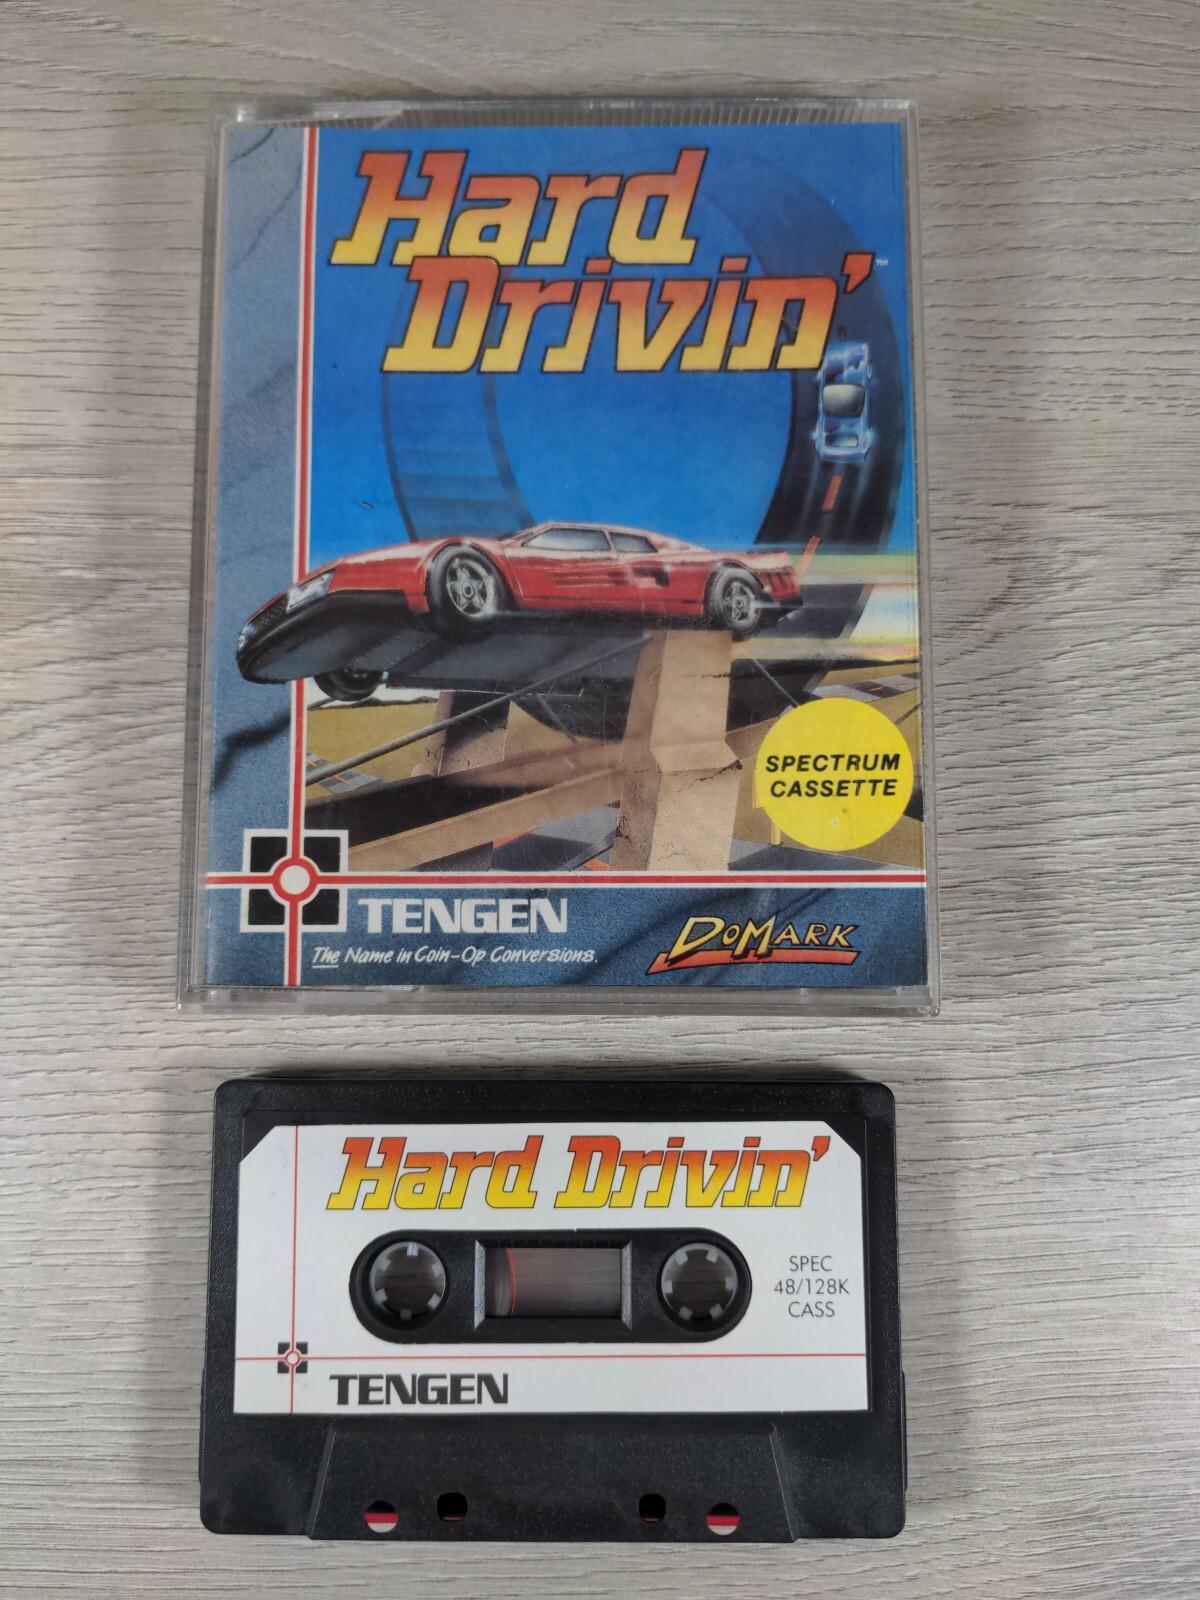 Hard
Drivin'™
SPECTRUM
CASSETTE
TENGEN
The Name in Coin-Op Conversions.
DOMARK
Hard Drivin'
SPEC
48/128K
CASS
TENGEN